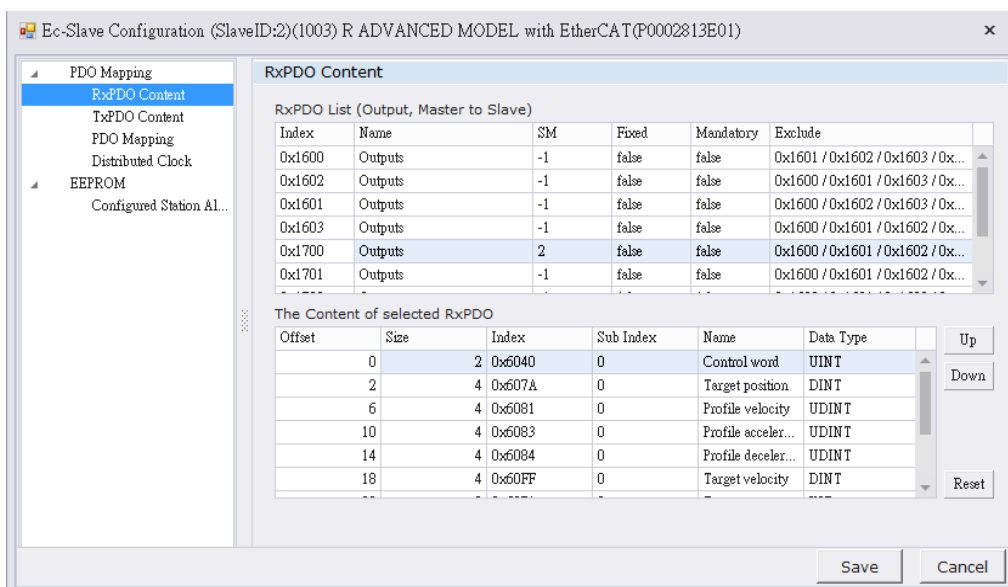 Ec-Slave Configuration (SlaveID:2)(1003) R ADVANCED MODEL with EtherCAT(P0002813E01)
PDO Mapping
RxPDO Content
TxPDO Content
PDO Mapping
Distributed Clock
EEPROM
Configured Station Al...
RxPDO Content
RxPDO List (Output, Master to Slave)
Index Name SM Fixed Mandatory Exclude
0x1600 Outputs -1 false false 0x1601 / 0x1602 / 0x1603 / 0x...
0x1602 Outputs -1 false false 0x1600 / 0x1601 / 0x1603 / 0x...
0x1601 Outputs -1 false false 0x1600 / 0x1602 / 0x1603 / 0x...
0x1603 Outputs -1 false false 0x1600 / 0x1601 / 0x1602 / 0x...
0x1700 Outputs 2 false false 0x1600 / 0x1601 / 0x1602 / 0x...
0x1701 Outputs -1 false false 0x1600 / 0x1601 / 0x1602 / 0x...
The Content of selected RxPDO
Offset Size Index Sub Index Name Data Type
0 2 0x6040 0 Control word UINT
2 4 0x607A 0 Target position DINT
6 4 0x6081 0 Profile velocity UDINT
10 4 0x6083 0 Profile acceler... UDINT
14 4 0x6084 0 Profile deceler... UDINT
18 4 0x60FF 0 Target velocity DINT
Up
Down
Reset
Save Cancel